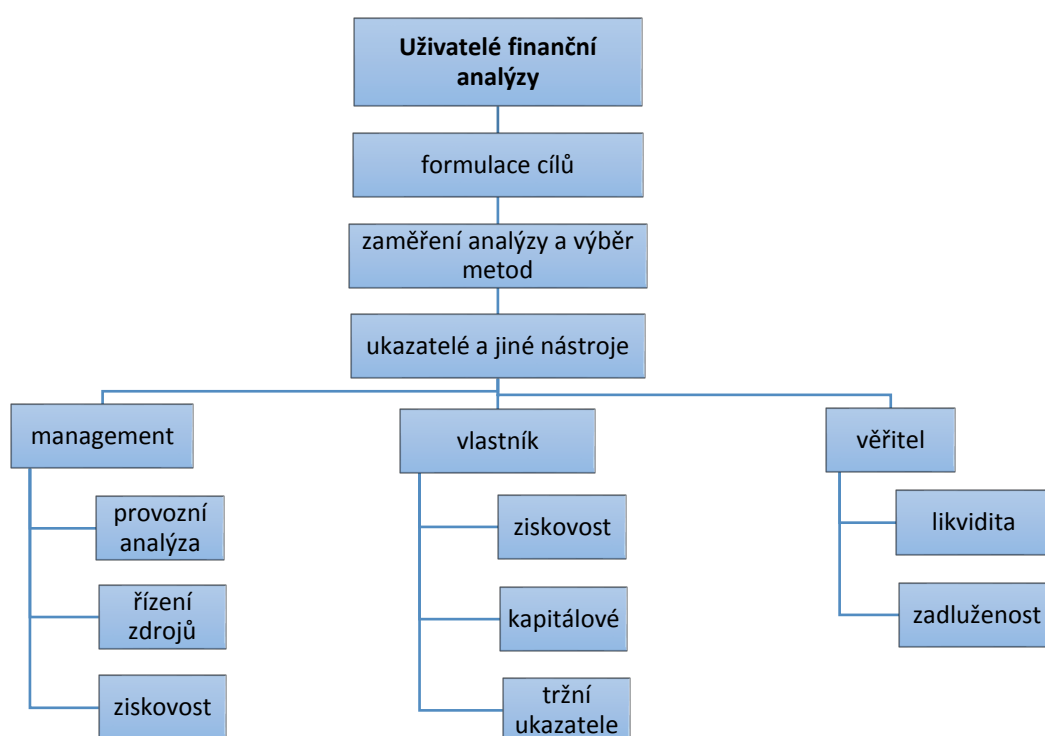 Uživatelé finanční
analýzy
formulace cílů
zaměření analýzy a výběr
metod
ukazatelé a jiné nástroje
management
provozní
analýza
řízení
zdrojů
ziskovost
vlastník
ziskovost
kapitálové
tržní
ukazatele
věřitel
likvidita
zadluženost